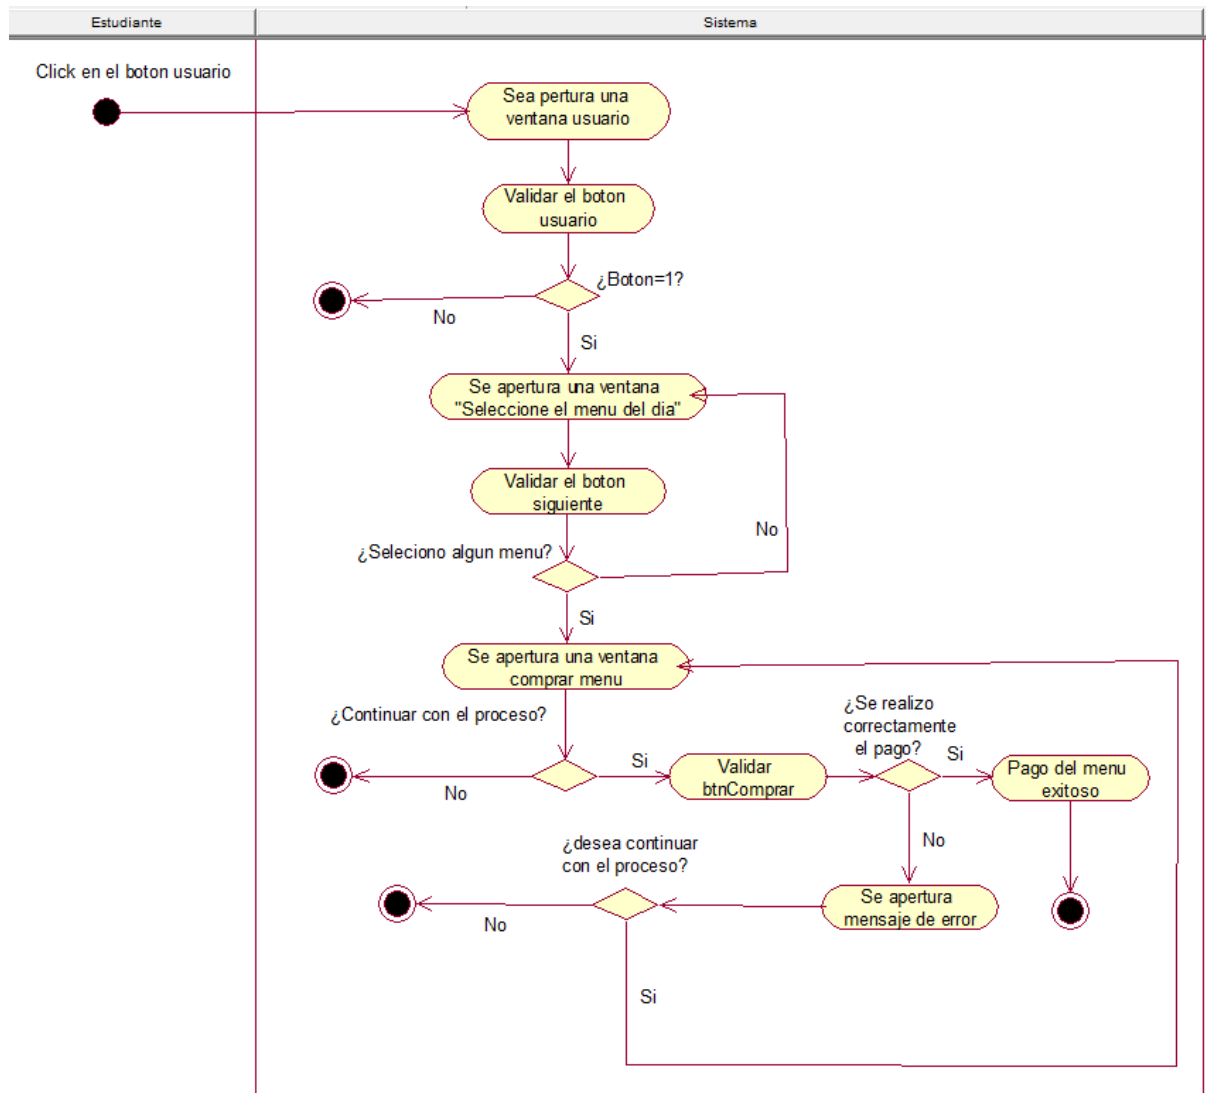 Estudiante
Sistema
Click en el boton usuario
Sea pertura una
ventana usuario
Validar el boton
usuario
¿Boton=1?
No
Si
Se apertura una ventana
"Seleccione el menu del dia"
Validar el boton
siguiente
No
¿Seleciono algun menu?
Si
Se apertura una ventana
comprar menu
¿Continuar con el proceso?
No
Si
Validar
btnComprar
¿Se realizo
correctamente
el pago?
Si
Pago del menu
exitoso
No
Se apertura
mensaje de error
¿desea continuar
con el proceso?
No
Si